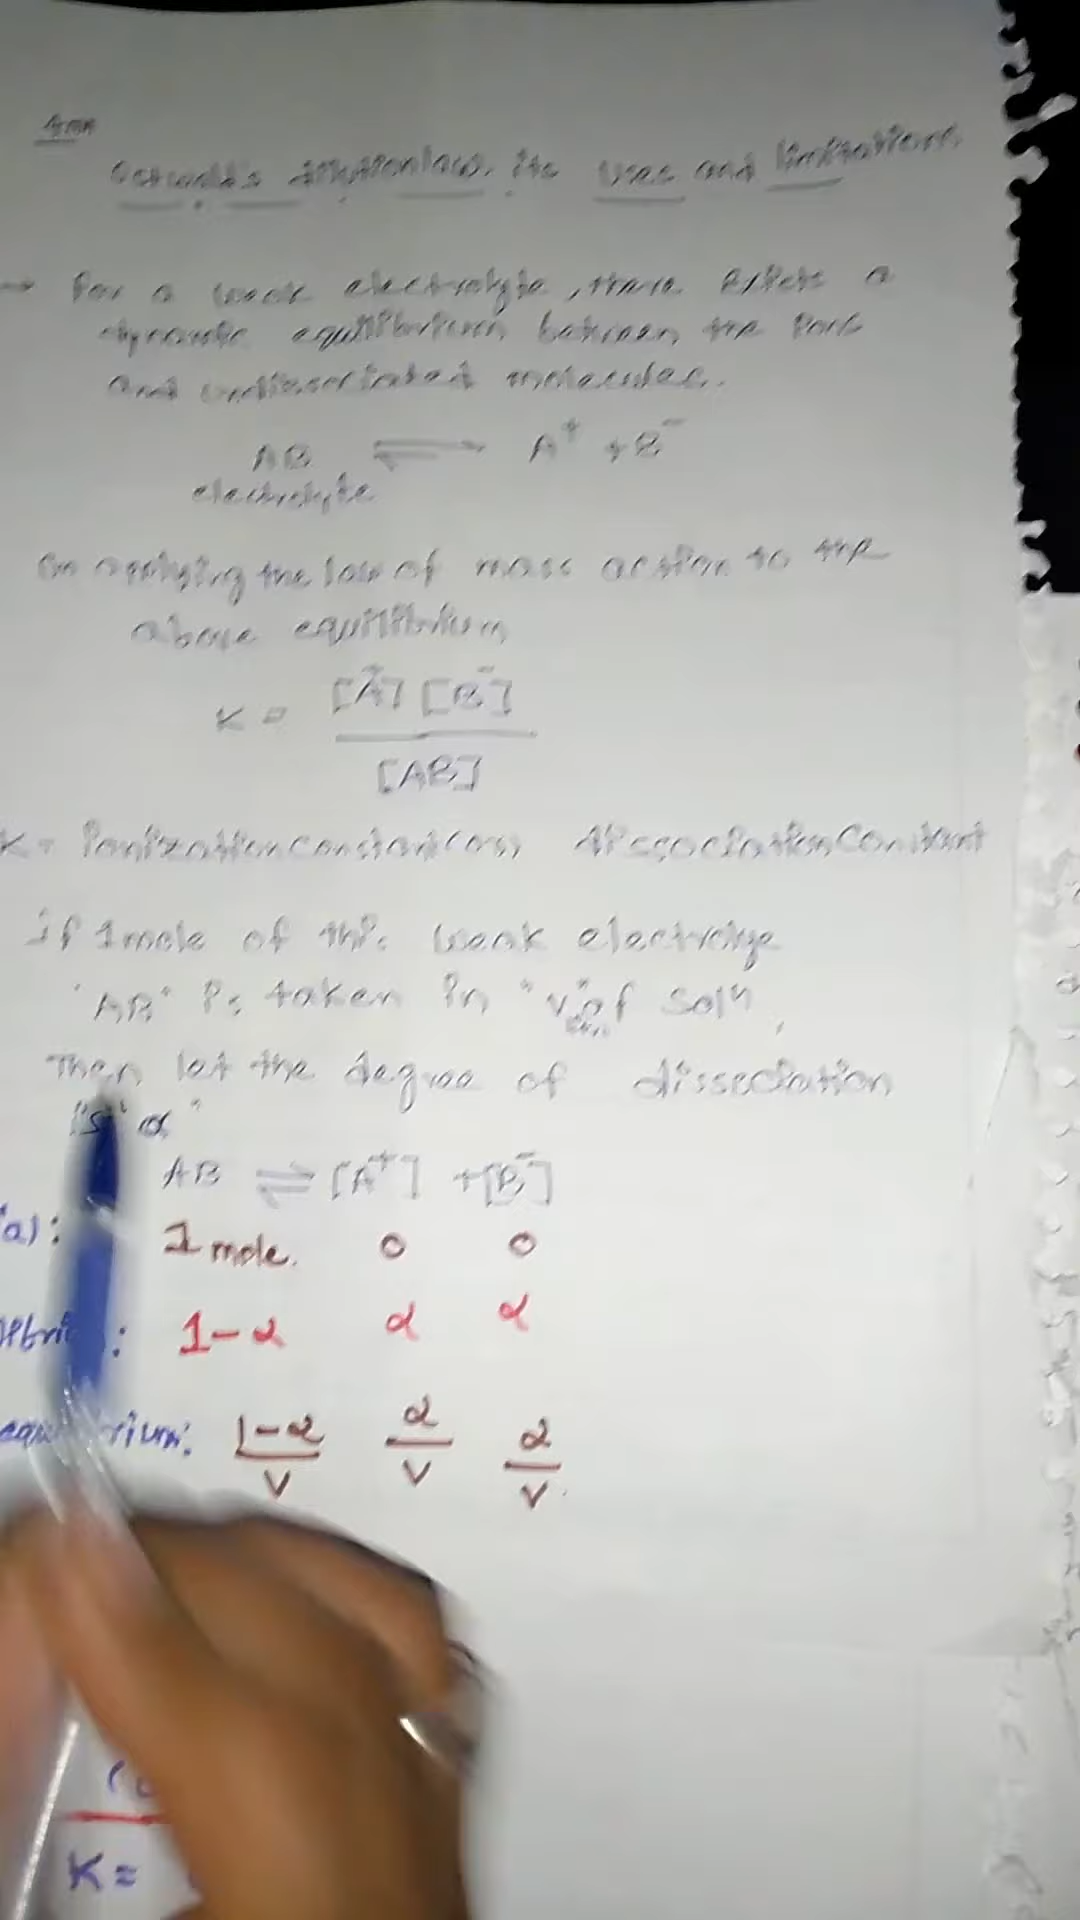 Ostwald's dilution law, its uses and limitations
→ For a weak electrolyte, there exists a
dynamic equilibrium between the ions
and undissociated molecules.
AB ⇌ A⁺ + B⁻
electrolyte
on applying the law of mass action to the
above equilibrium
K = [A⁺] [B⁻]
[AB]
K = Ionization constant (or) dissociation Constant
If 1 mole of this weak electrolye
"AB" is taken in "V" of solⁿ,
Then let the degree of dissociation
is "α"
AB ⇌ [A⁺] + [B⁻]
1 mole. 0 0
: 1-α α α
1-α α α
V V V
K =